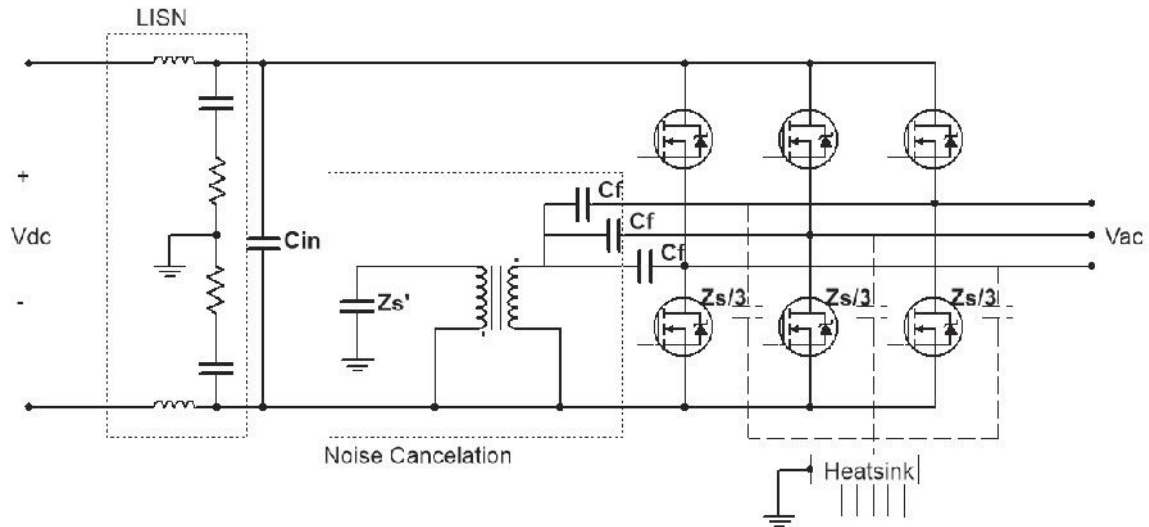 LISN
+
Vdc
-
Cin
Zs'
Cf
Cf
Cf
Zs/3
Zs/3
Zs/3
Vac
Noise Cancelation
Heatsink